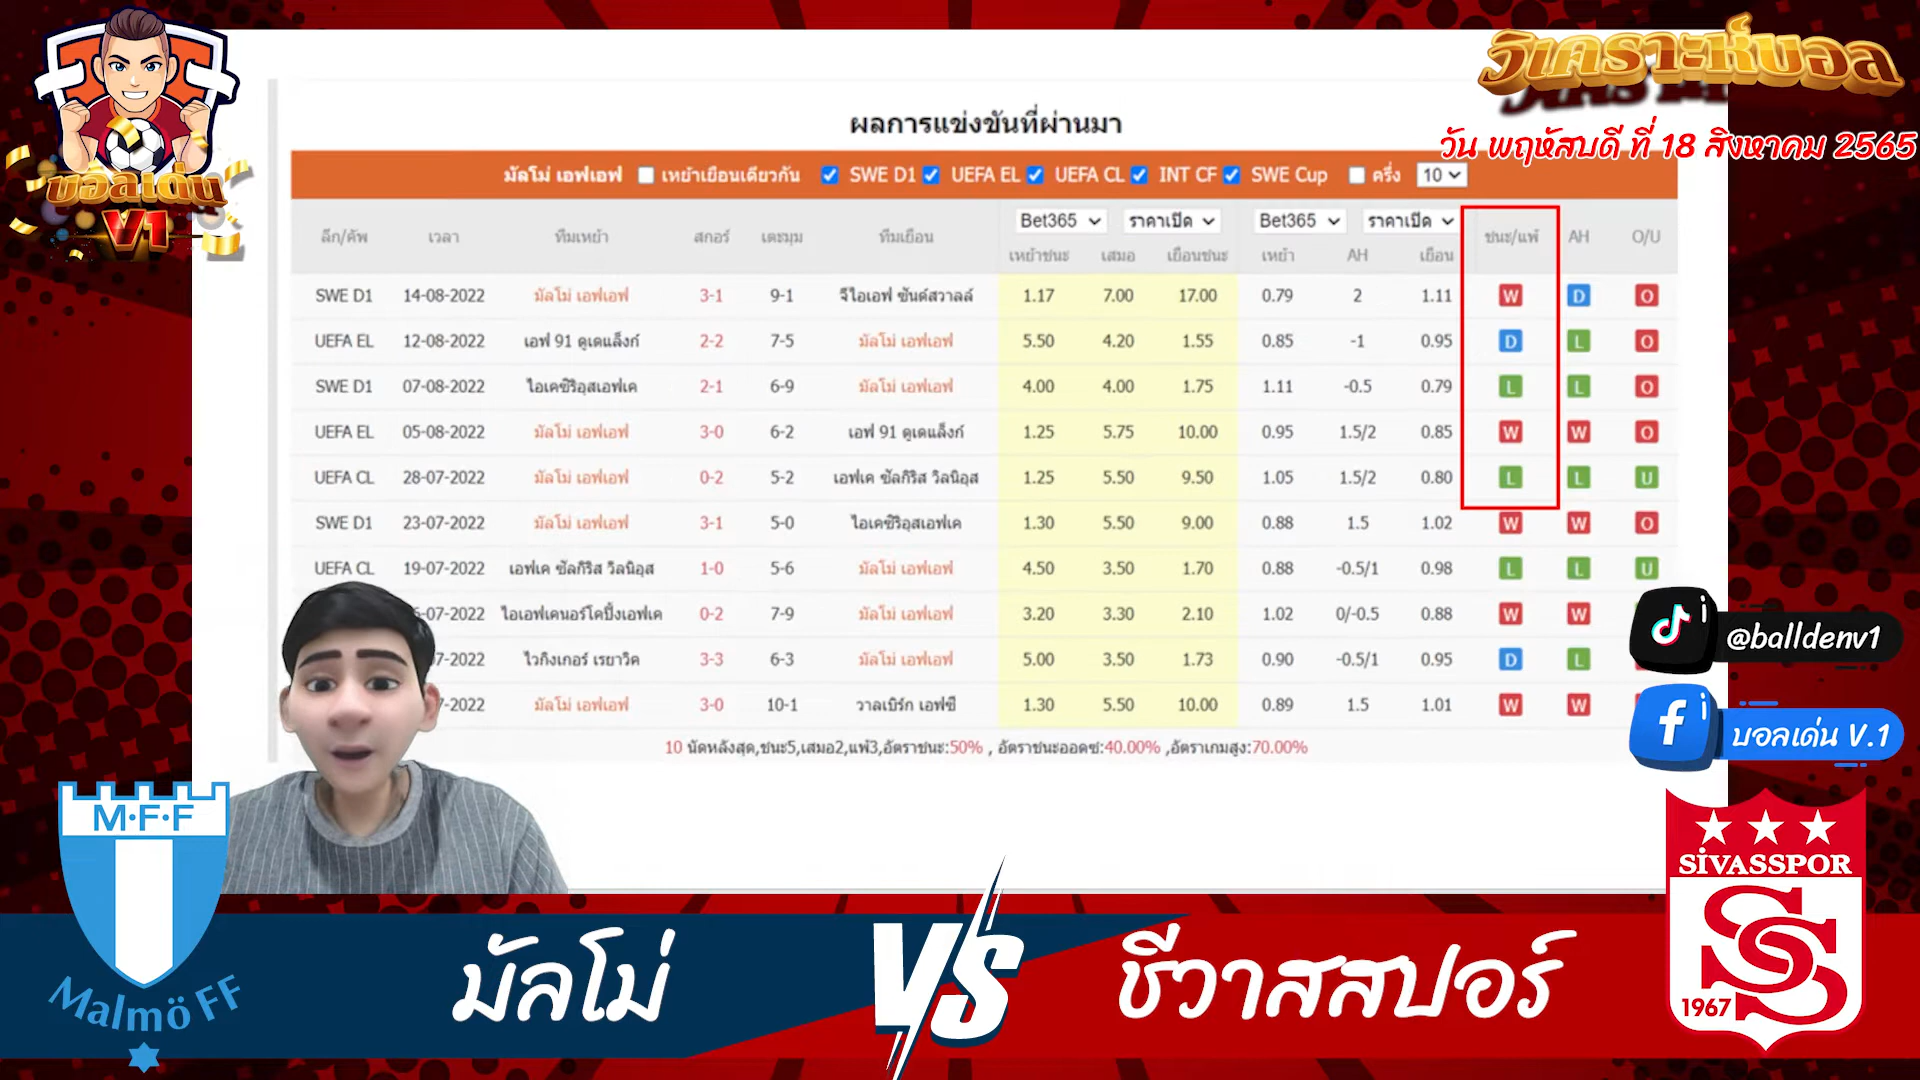 วิเคราะห์บอล
วัน พฤหัสบดี ที่ 18 สิงหาคม 2565
บอลเด่น
V1
ผลการแข่งขันที่ผ่านมา
มัลโม่ เอฟเอฟ เหย้าเยือนเดียวกัน SWE D1 UEFA EL UEFA CL INT CF SWE Cup ครึ่ง 10
Bet365 ราคาเปิด Bet365 ราคาเปิด
ลีก/คัพ เวลา ทีมเหย้า สกอร์ เตะมุม ทีมเยือน เหย้าชนะ เสมอ เยือนชนะ เหย้า AH เยือน ชนะ/แพ้ AH O/U
SWE D1 14-08-2022 มัลโม่ เอฟเอฟ 3-1 9-1 จีไอเอฟ ซันด์สวาลล์ 1.17 7.00 17.00 0.79 2 1.11 W D O
UEFA EL 12-08-2022 เอฟ 91 ดูเดแล็งก์ 2-2 7-5 มัลโม่ เอฟเอฟ 5.50 4.20 1.55 0.85 -1 0.95 D L O
SWE D1 07-08-2022 ไอเคซิริอุสเอฟเค 2-1 6-9 มัลโม่ เอฟเอฟ 4.00 4.00 1.75 1.11 -0.5 0.79 L L O
UEFA EL 05-08-2022 มัลโม่ เอฟเอฟ 3-0 6-2 เอฟ 91 ดูเดแล็งก์ 1.25 5.75 10.00 0.95 1.5/2 0.85 W W O
UEFA CL 28-07-2022 มัลโม่ เอฟเอฟ 0-2 5-2 เอฟเค ซัลกิริส วิลนิอุส 1.25 5.50 9.50 1.05 1.5/2 0.80 L L U
SWE D1 23-07-2022 มัลโม่ เอฟเอฟ 3-1 5-0 ไอเคซิริอุสเอฟเค 1.30 5.50 9.00 0.88 1.5 1.02 W W O
UEFA CL 19-07-2022 เอฟเค ซัลกิริส วิลนิอุส 1-0 5-6 มัลโม่ เอฟเอฟ 4.50 3.50 1.70 0.88 -0.5/1 0.98 L L U
6-07-2022 ไอเอฟเคนอร์โคปิ้งเอฟเค 0-2 7-9 มัลโม่ เอฟเอฟ 3.20 3.30 2.10 1.02 0/-0.5 0.88 W W
07-2022 ไวกิงเกอร์ เรยาวิค 3-3 6-3 มัลโม่ เอฟเอฟ 5.00 3.50 1.73 0.90 -0.5/1 0.95 D L
7-2022 มัลโม่ เอฟเอฟ 3-0 10-1 วาลเบิร์ก เอฟซี 1.30 5.50 10.00 0.89 1.5 1.01 W W
10 นัดหลังสุด,ชนะ5,เสมอ2,แพ้3,อัตราชนะ:50% , อัตราชนะออดซ์:40.00% ,อัตราเกมสูง:70.00%
@balldenv1
บอลเด่น V.1
M·F·F
Malmö FF
มัลโม่ VS ซีวาสสปอร์
SİVASSPOR
1967